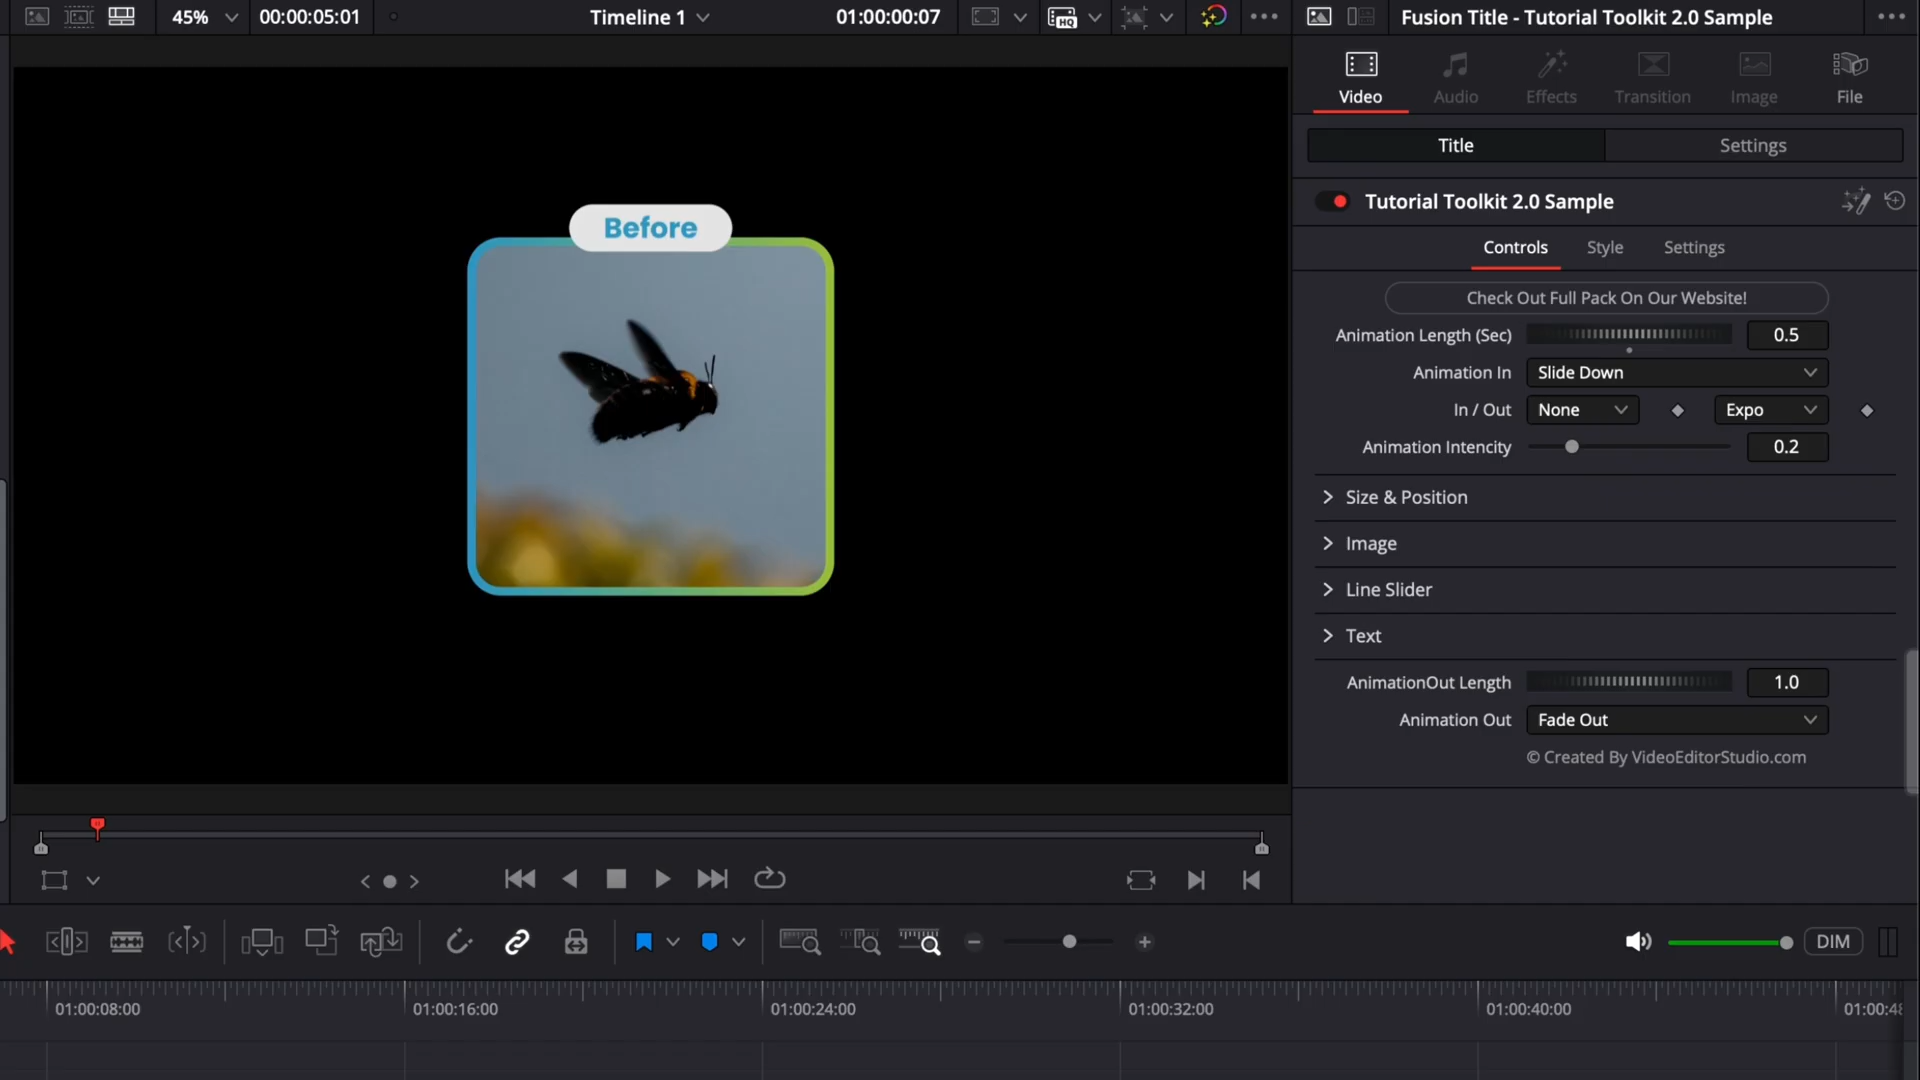 45%
00:00:05:01
Timeline 1
01:00:00:07
HQ
Fusion Title - Tutorial Toolkit 2.0 Sample
Video
Audio
Effects
Transition
Image
File
Title
Settings
Tutorial Toolkit 2.0 Sample
Controls
Style
Settings
Check Out Full Pack On Our Website!
Animation Length (Sec)
0.5
Animation In
Slide Down
In / Out
None
Expo
Animation Intencity
0.2
Size & Position
Image
Line Slider
Text
AnimationOut Length
1.0
Animation Out
Fade Out
© Created By VideoEditorStudio.com
Before
DIM
01:00:08:00
01:00:16:00
01:00:24:00
01:00:32:00
01:00:40:00
01:00:48